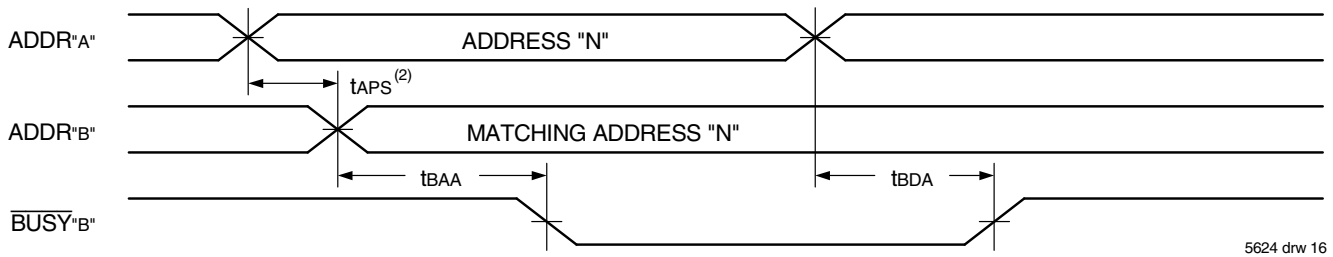 ADDR"A"
ADDRESS "N"
tAPS(2)
ADDR"B"
MATCHING ADDRESS "N"
tBAA
tBDA
BUSY"B"
5624 drw 16